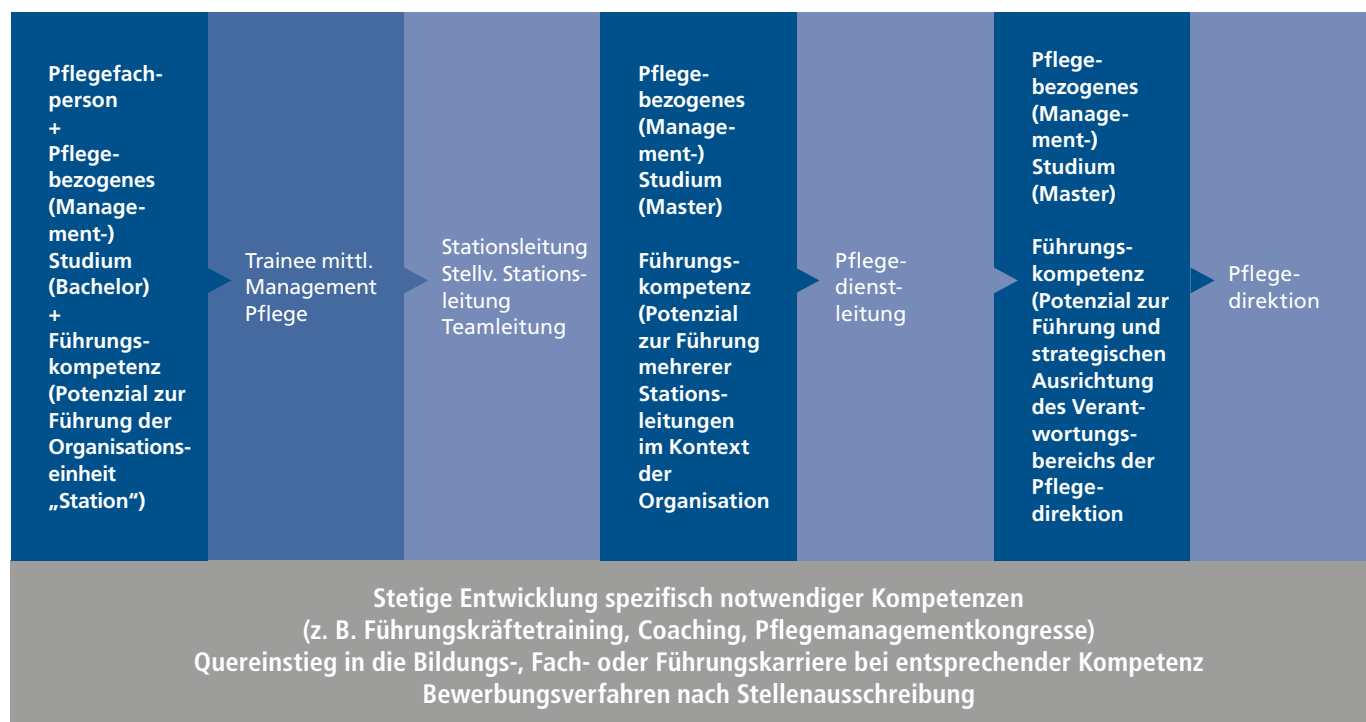 Pflegefach-
person
+
Pflege-
bezogenes
(Manage-
ment-)
Studium
(Bachelor)
+
Führungs-
kompetenz
(Potenzial zur
Führung der
Organisations-
einheit
„Station“)
Trainee mittl.
Management
Pflege
Stationsleitung
Stellv. Stations-
leitung
Teamleitung
Pflege-
bezogenes
(Manage-
ment-)
Studium
(Master)
Führungs-
kompetenz
(Potenzial
zur Führung
mehrerer
Stations-
leitungen
im Kontext
der
Organisation
Pflege-
dienst-
leitung
Pflege-
bezogenes
(Manage-
ment-)
Studium
(Master)
Führungs-
kompetenz
(Potenzial zur
Führung und
strategischen
Ausrichtung
des Verant-
wortungs-
bereichs der
Pflege-
direktion
Pflege-
direktion
Stetige Entwicklung spezifisch notwendiger Kompetenzen
(z. B. Führungskräftetraining, Coaching, Pflegemanagementkongresse)
Quereinstieg in die Bildungs-, Fach- oder Führungskarriere bei entsprechender Kompetenz
Bewerbungsverfahren nach Stellenausschreibung